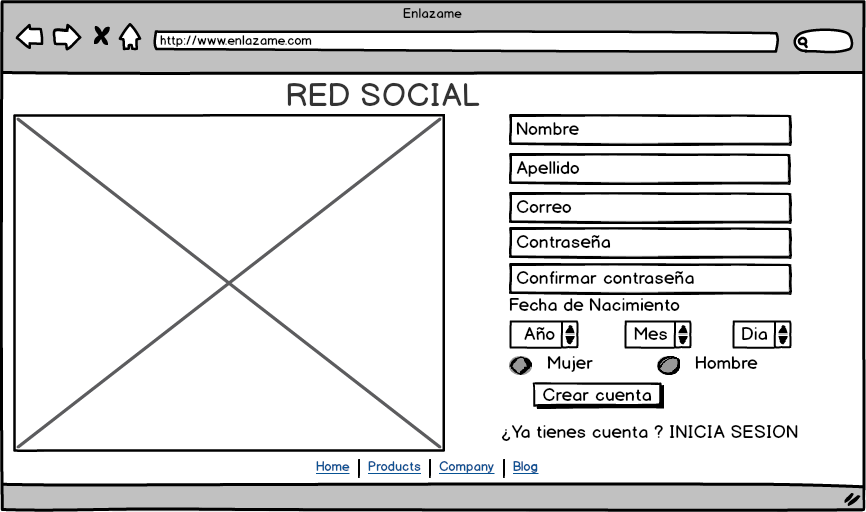 Enlazame
http://www.enlazame.com
RED SOCIAL
Nombre
Apellido
Correo
Contraseña
Confirmar contraseña
Fecha de Nacimiento
Año Mes Dia
Mujer Hombre
Crear cuenta
¿Ya tienes cuenta ? INICIA SESION
Home Products Company Blog